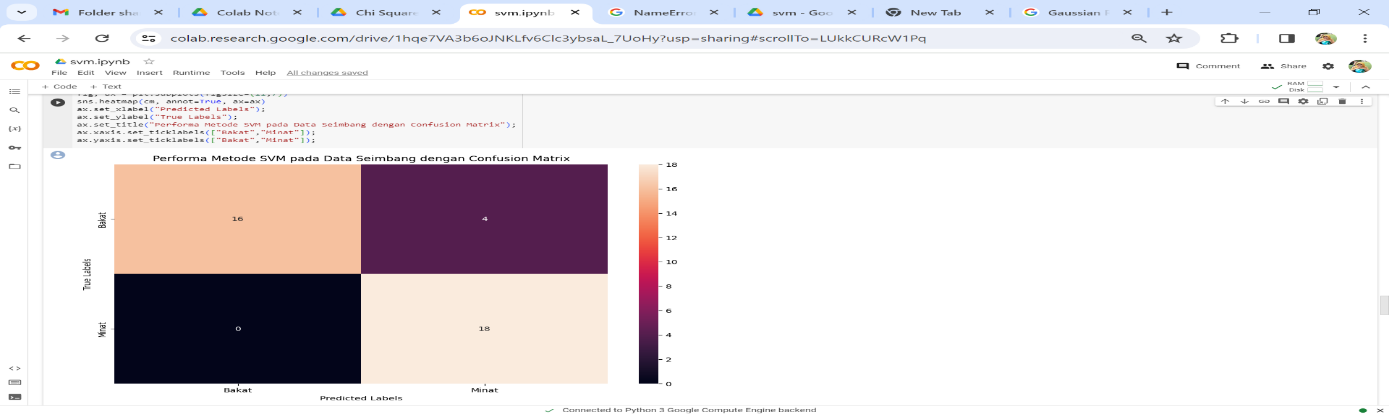 Folder sha
Colab Not
Chi Square
svm.ipynb
NameErro
svm - Goo
New Tab
Gaussian
colab.research.google.com/drive/1hqe7VA3b6oJNKLfv6Clc3ybsaL_7UoHy?usp=sharing#scrollTo=LUkkCURcW1Pq
svm.ipynb
File Edit View Insert Runtime Tools Help All changes saved
Comment
Share
+ Code + Text
RAM
Disk
sns.heatmap(cm, annot=True, ax=ax)
ax.set_xlabel("Predicted Labels");
ax.set_ylabel("True Labels");
ax.set_title("Performa Metode SVM pada Data Seimbang dengan Confusion Matrix");
ax.xaxis.set_ticklabels(["Bakat","Minat"]);
ax.yaxis.set_ticklabels(["Bakat","Minat"]);
Performa Metode SVM pada Data Seimbang dengan Confusion Matrix
True Labels
Bakat
16
4
Minat
0
18
Bakat
Minat
Predicted Labels
18
16
14
12
10
8
6
4
2
0
Connected to Python 3 Google Compute Engine backend